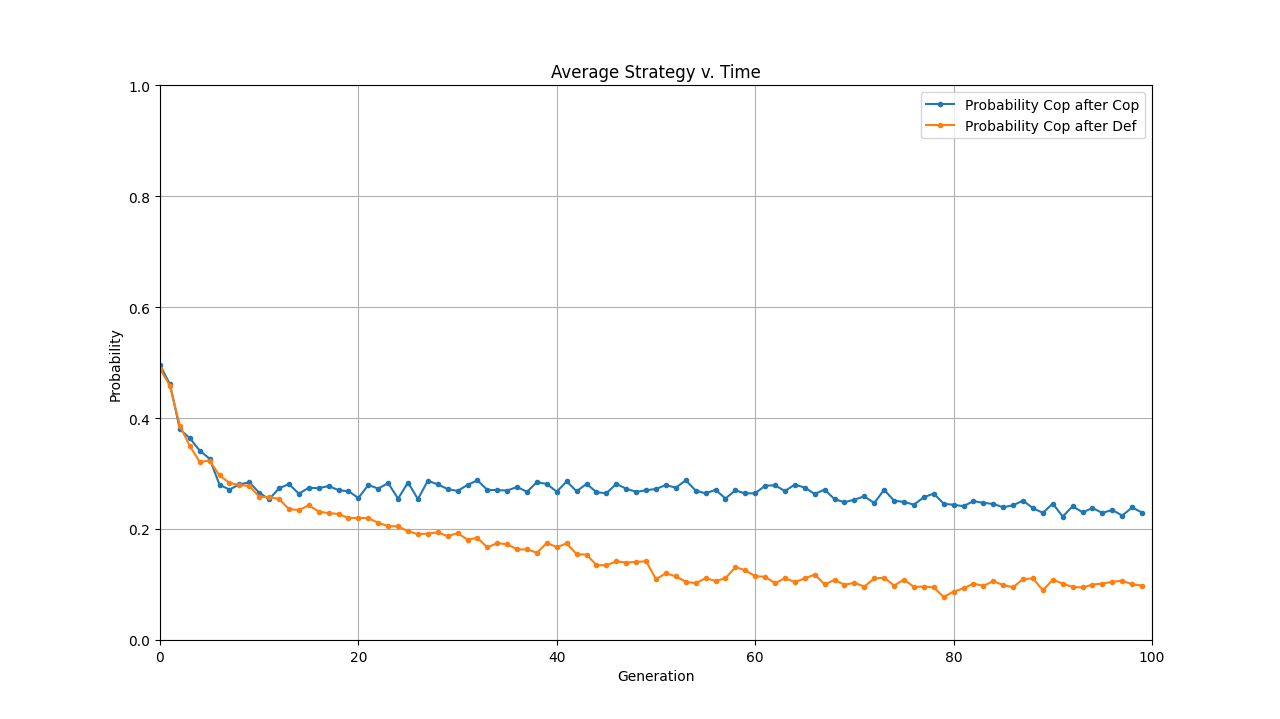 Average Strategy v. Time
Probability Cop after Cop
Probability Cop after Def
1.0
0.8
0.6
0.4
0.2
0.0
Probability
0 20 40 60 80 100
Generation